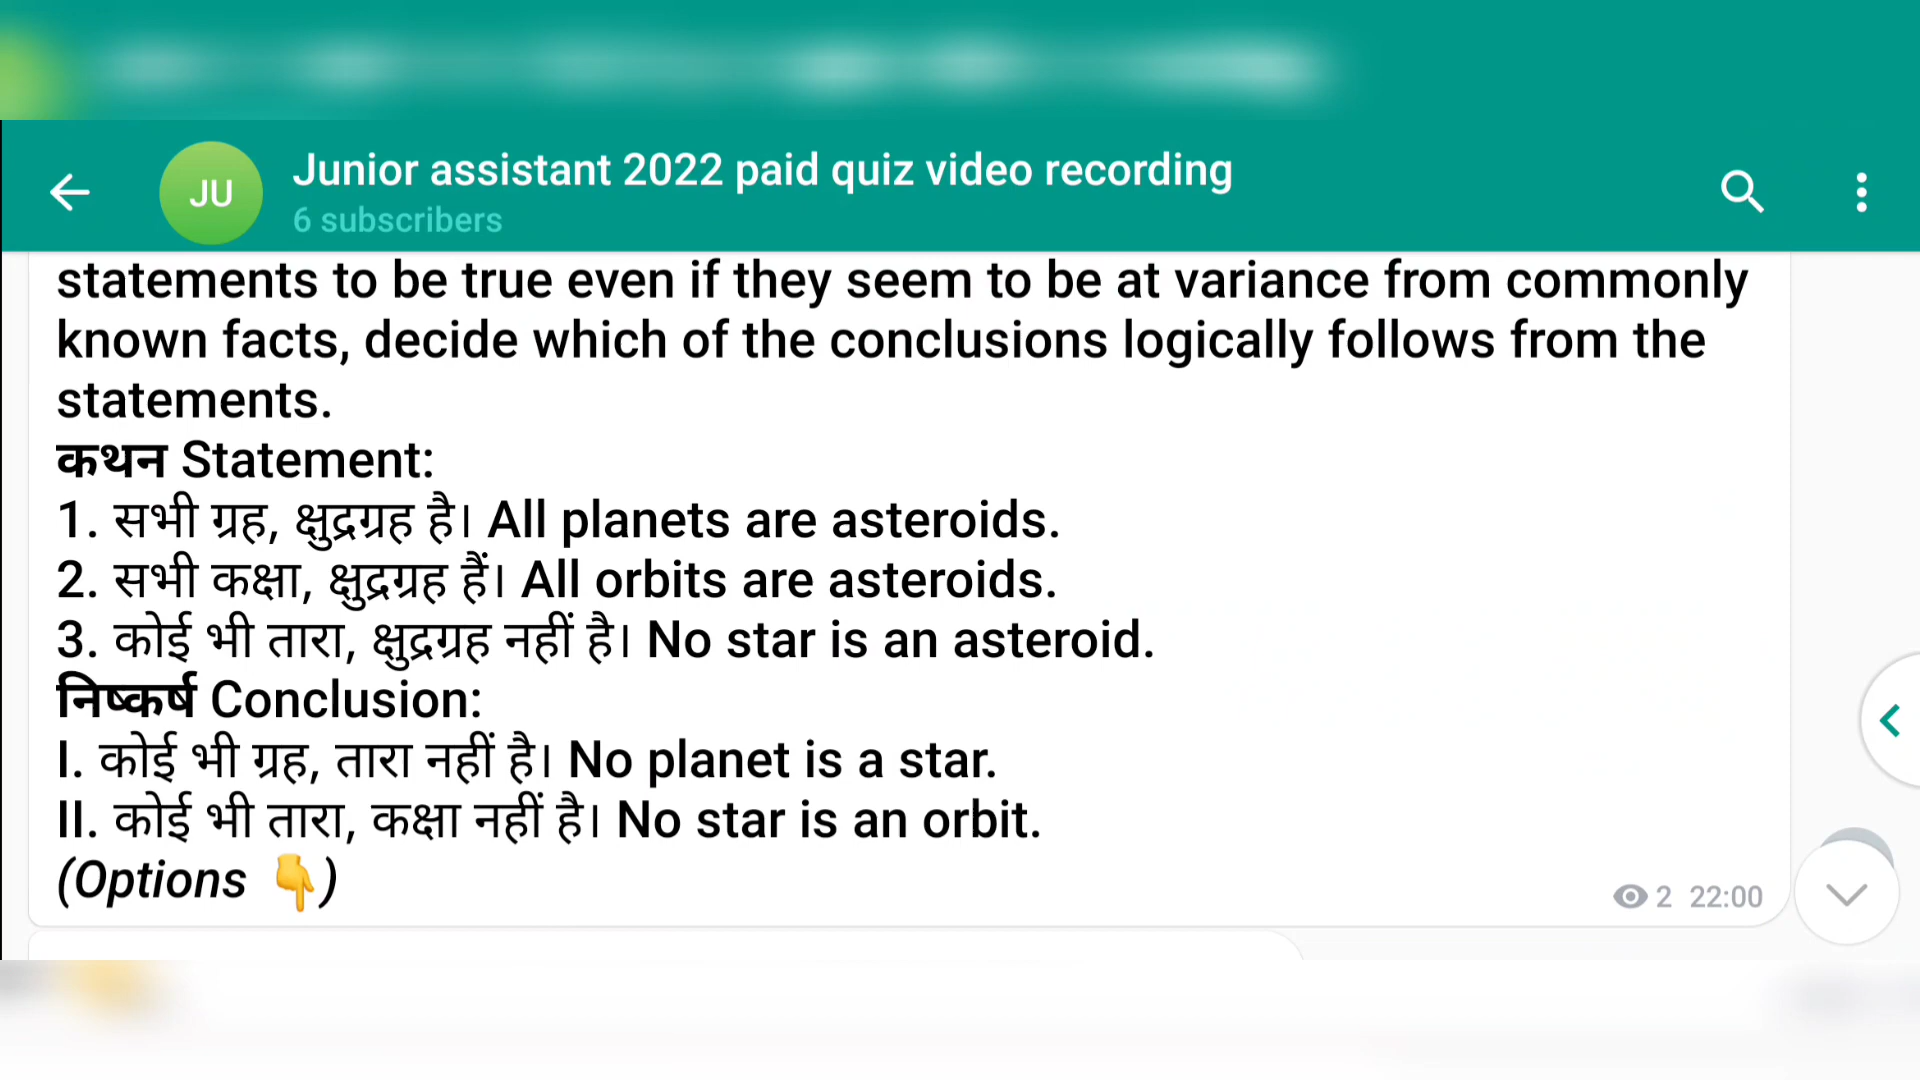 Junior assistant 2022 paid quiz video recording
JU
6 subscribers
statements to be true even if they seem to be at variance from commonly
known facts, decide which of the conclusions logically follows from the
statements.
कथन Statement:
1. सभी ग्रह, क्षुद्रग्रह है। All planets are asteroids.
2. सभी कक्षा, क्षुद्रग्रह हैं। All orbits are asteroids.
3. कोई भी तारा, क्षुद्रग्रह नहीं है। No star is an asteroid.
निष्कर्ष Conclusion:
I. कोई भी ग्रह, तारा नहीं है। No planet is a star.
II. कोई भी तारा, कक्षा नहीं है। No star is an orbit.
(Options 👇)
2 22:00